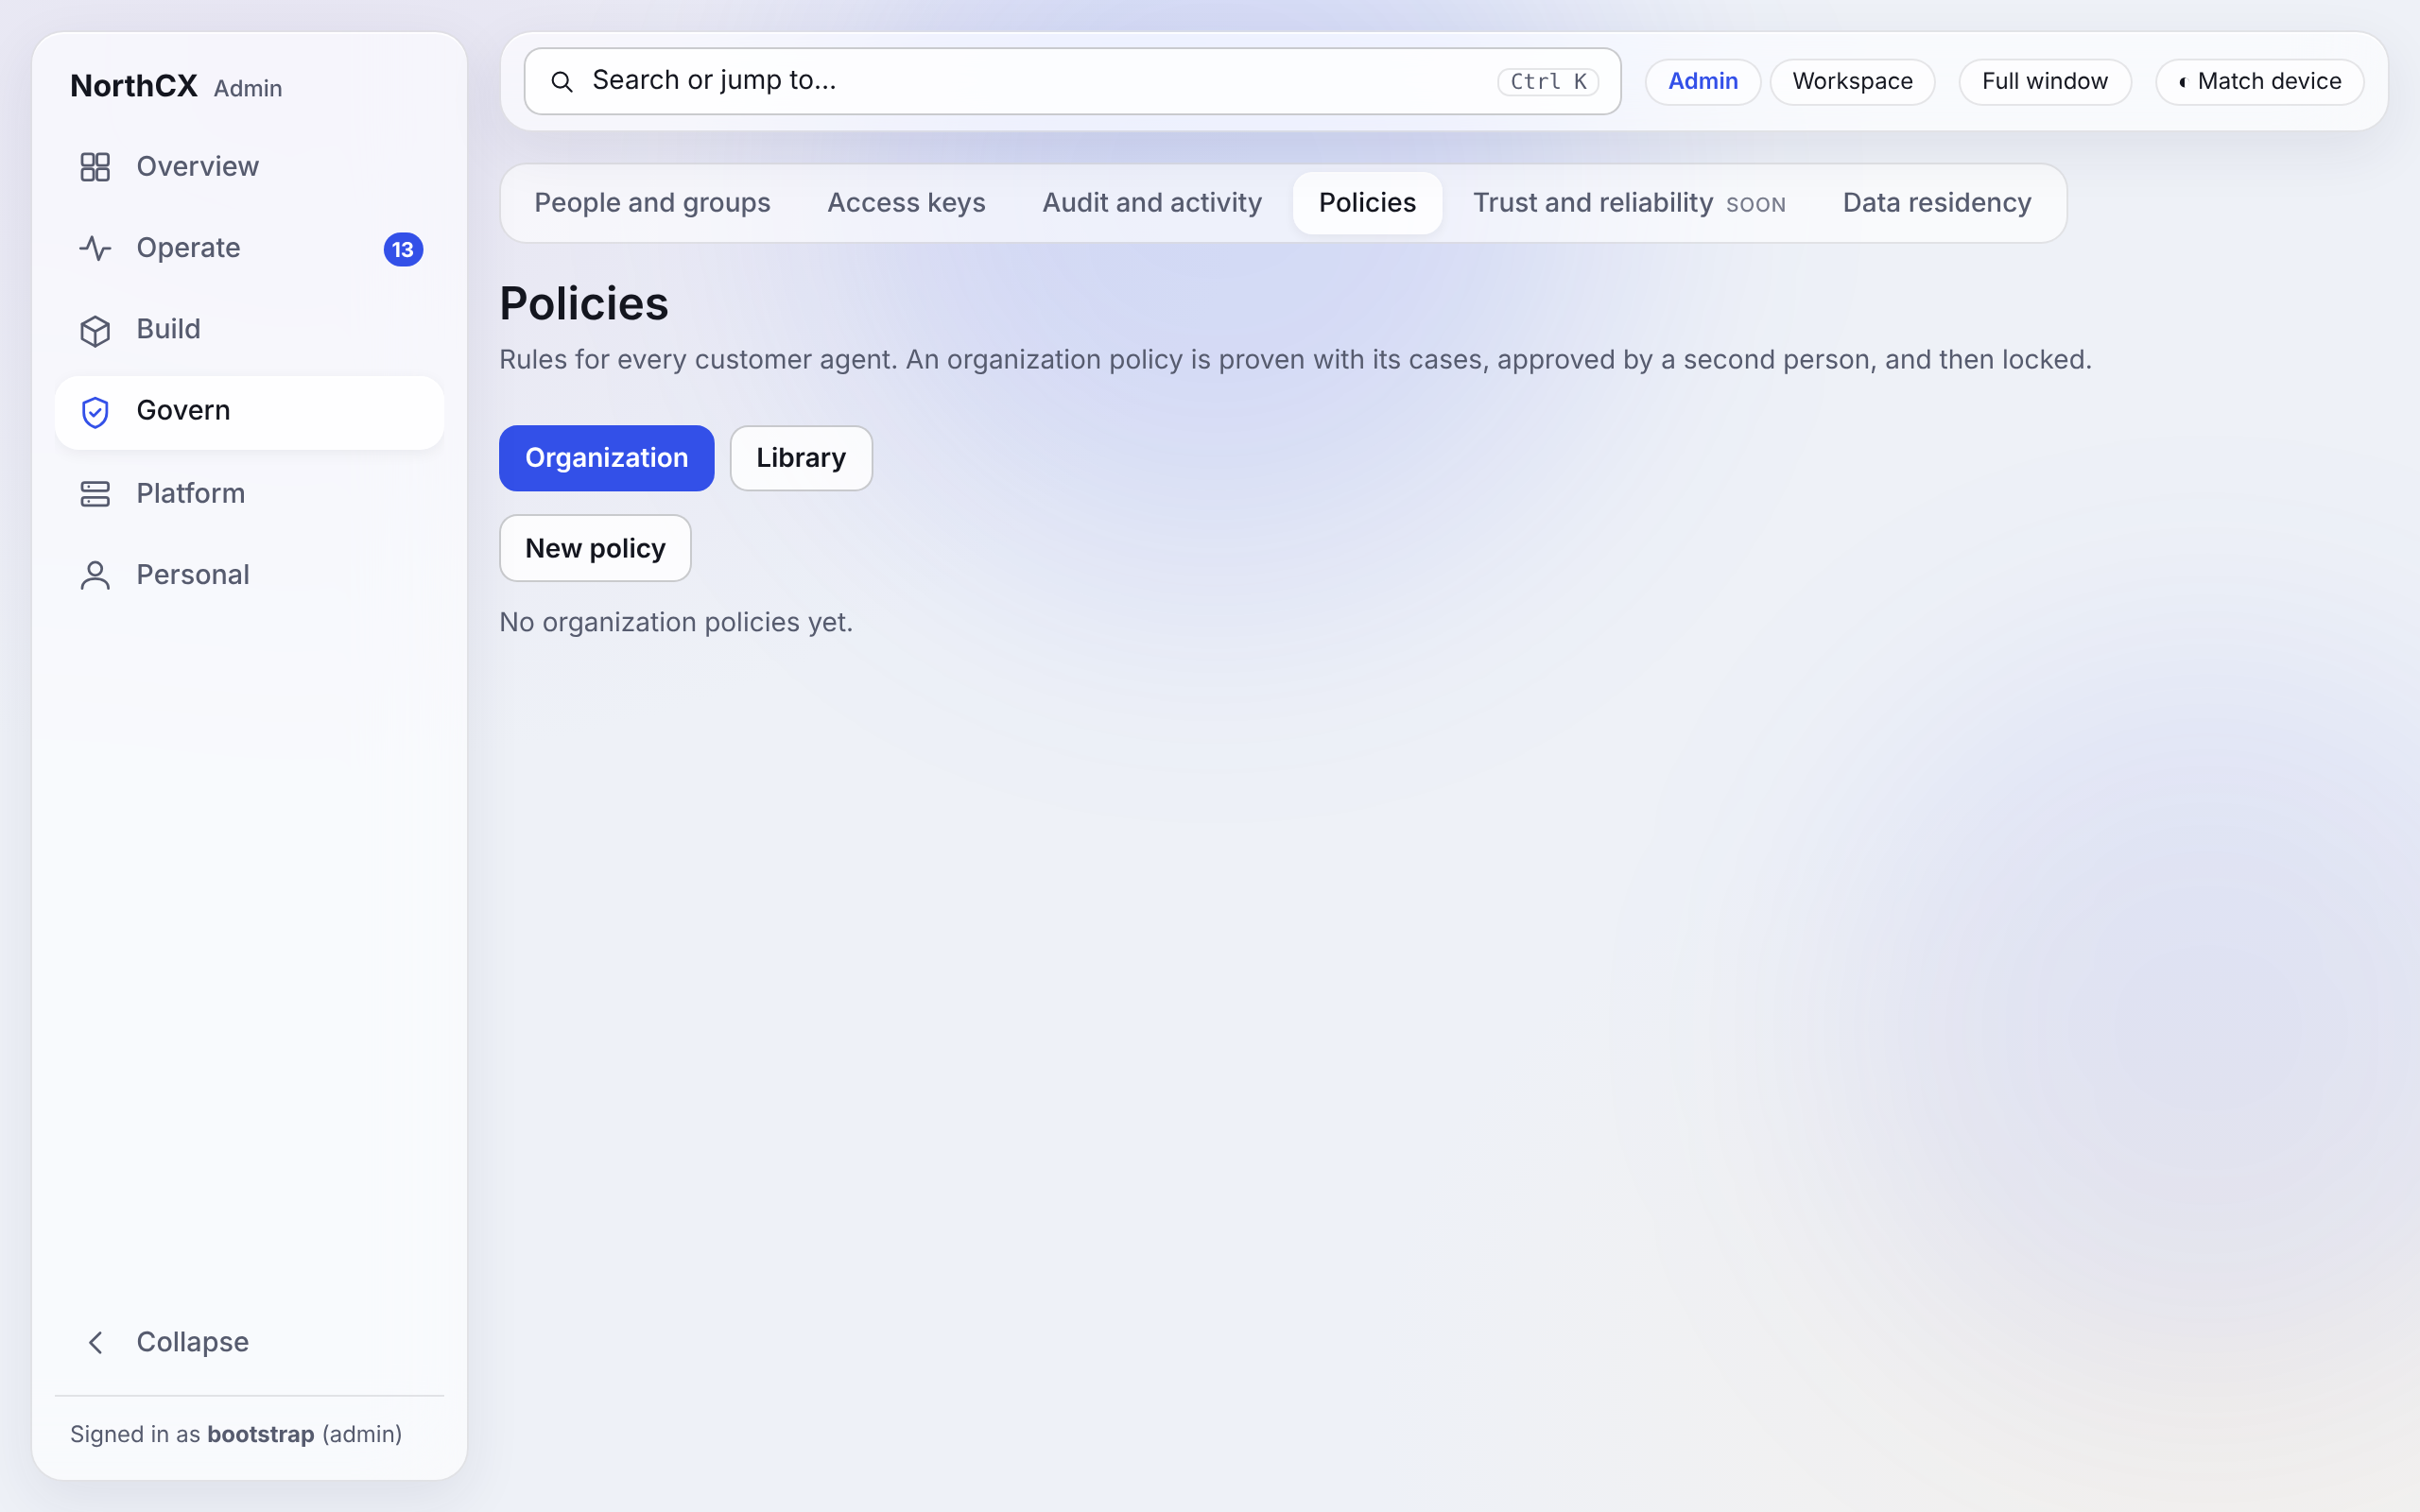 NorthCX Admin
Overview
Operate 13
Build
Govern
Platform
Personal
Collapse
Signed in as bootstrap (admin)
Search or jump to... Ctrl K
Admin Workspace Full window Match device
People and groups Access keys Audit and activity Policies Trust and reliability SOON Data residency
Policies
Rules for every customer agent. An organization policy is proven with its cases, approved by a second person, and then locked.
Organization Library
New policy
No organization policies yet.